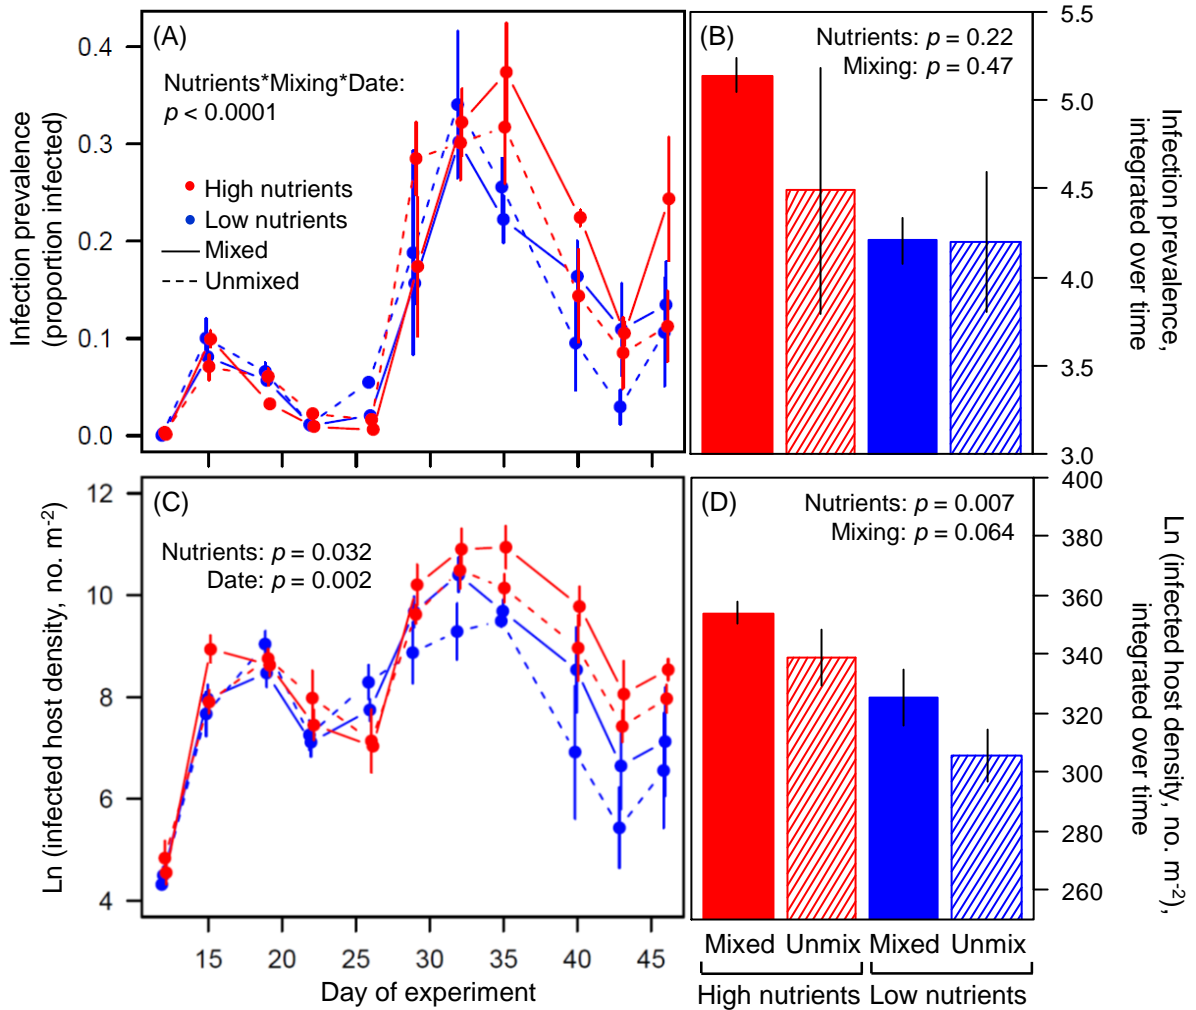 (A)
Nutrients*Mixing*Date:
p < 0.0001
High nutrients
Low nutrients
Mixed
Unmixed
Infection prevalence
(proportion infected)
0.4
0.3
0.2
0.1
0.0
(B)
Nutrients: p = 0.22
Mixing: p = 0.47
5.5
5.0
4.5
4.0
3.5
3.0
Infection prevalence,
integrated over time
(C)
Nutrients: p = 0.032
Date: p = 0.002
Ln (infected host density, no. m-2)
12
10
8
6
4
15 20 25 30 35 40 45
Day of experiment
(D)
Nutrients: p = 0.007
Mixing: p = 0.064
400
380
360
340
320
300
280
260
Ln (infected host density, no. m-2),
integrated over time
Mixed Unmix Mixed Unmix
High nutrients Low nutrients